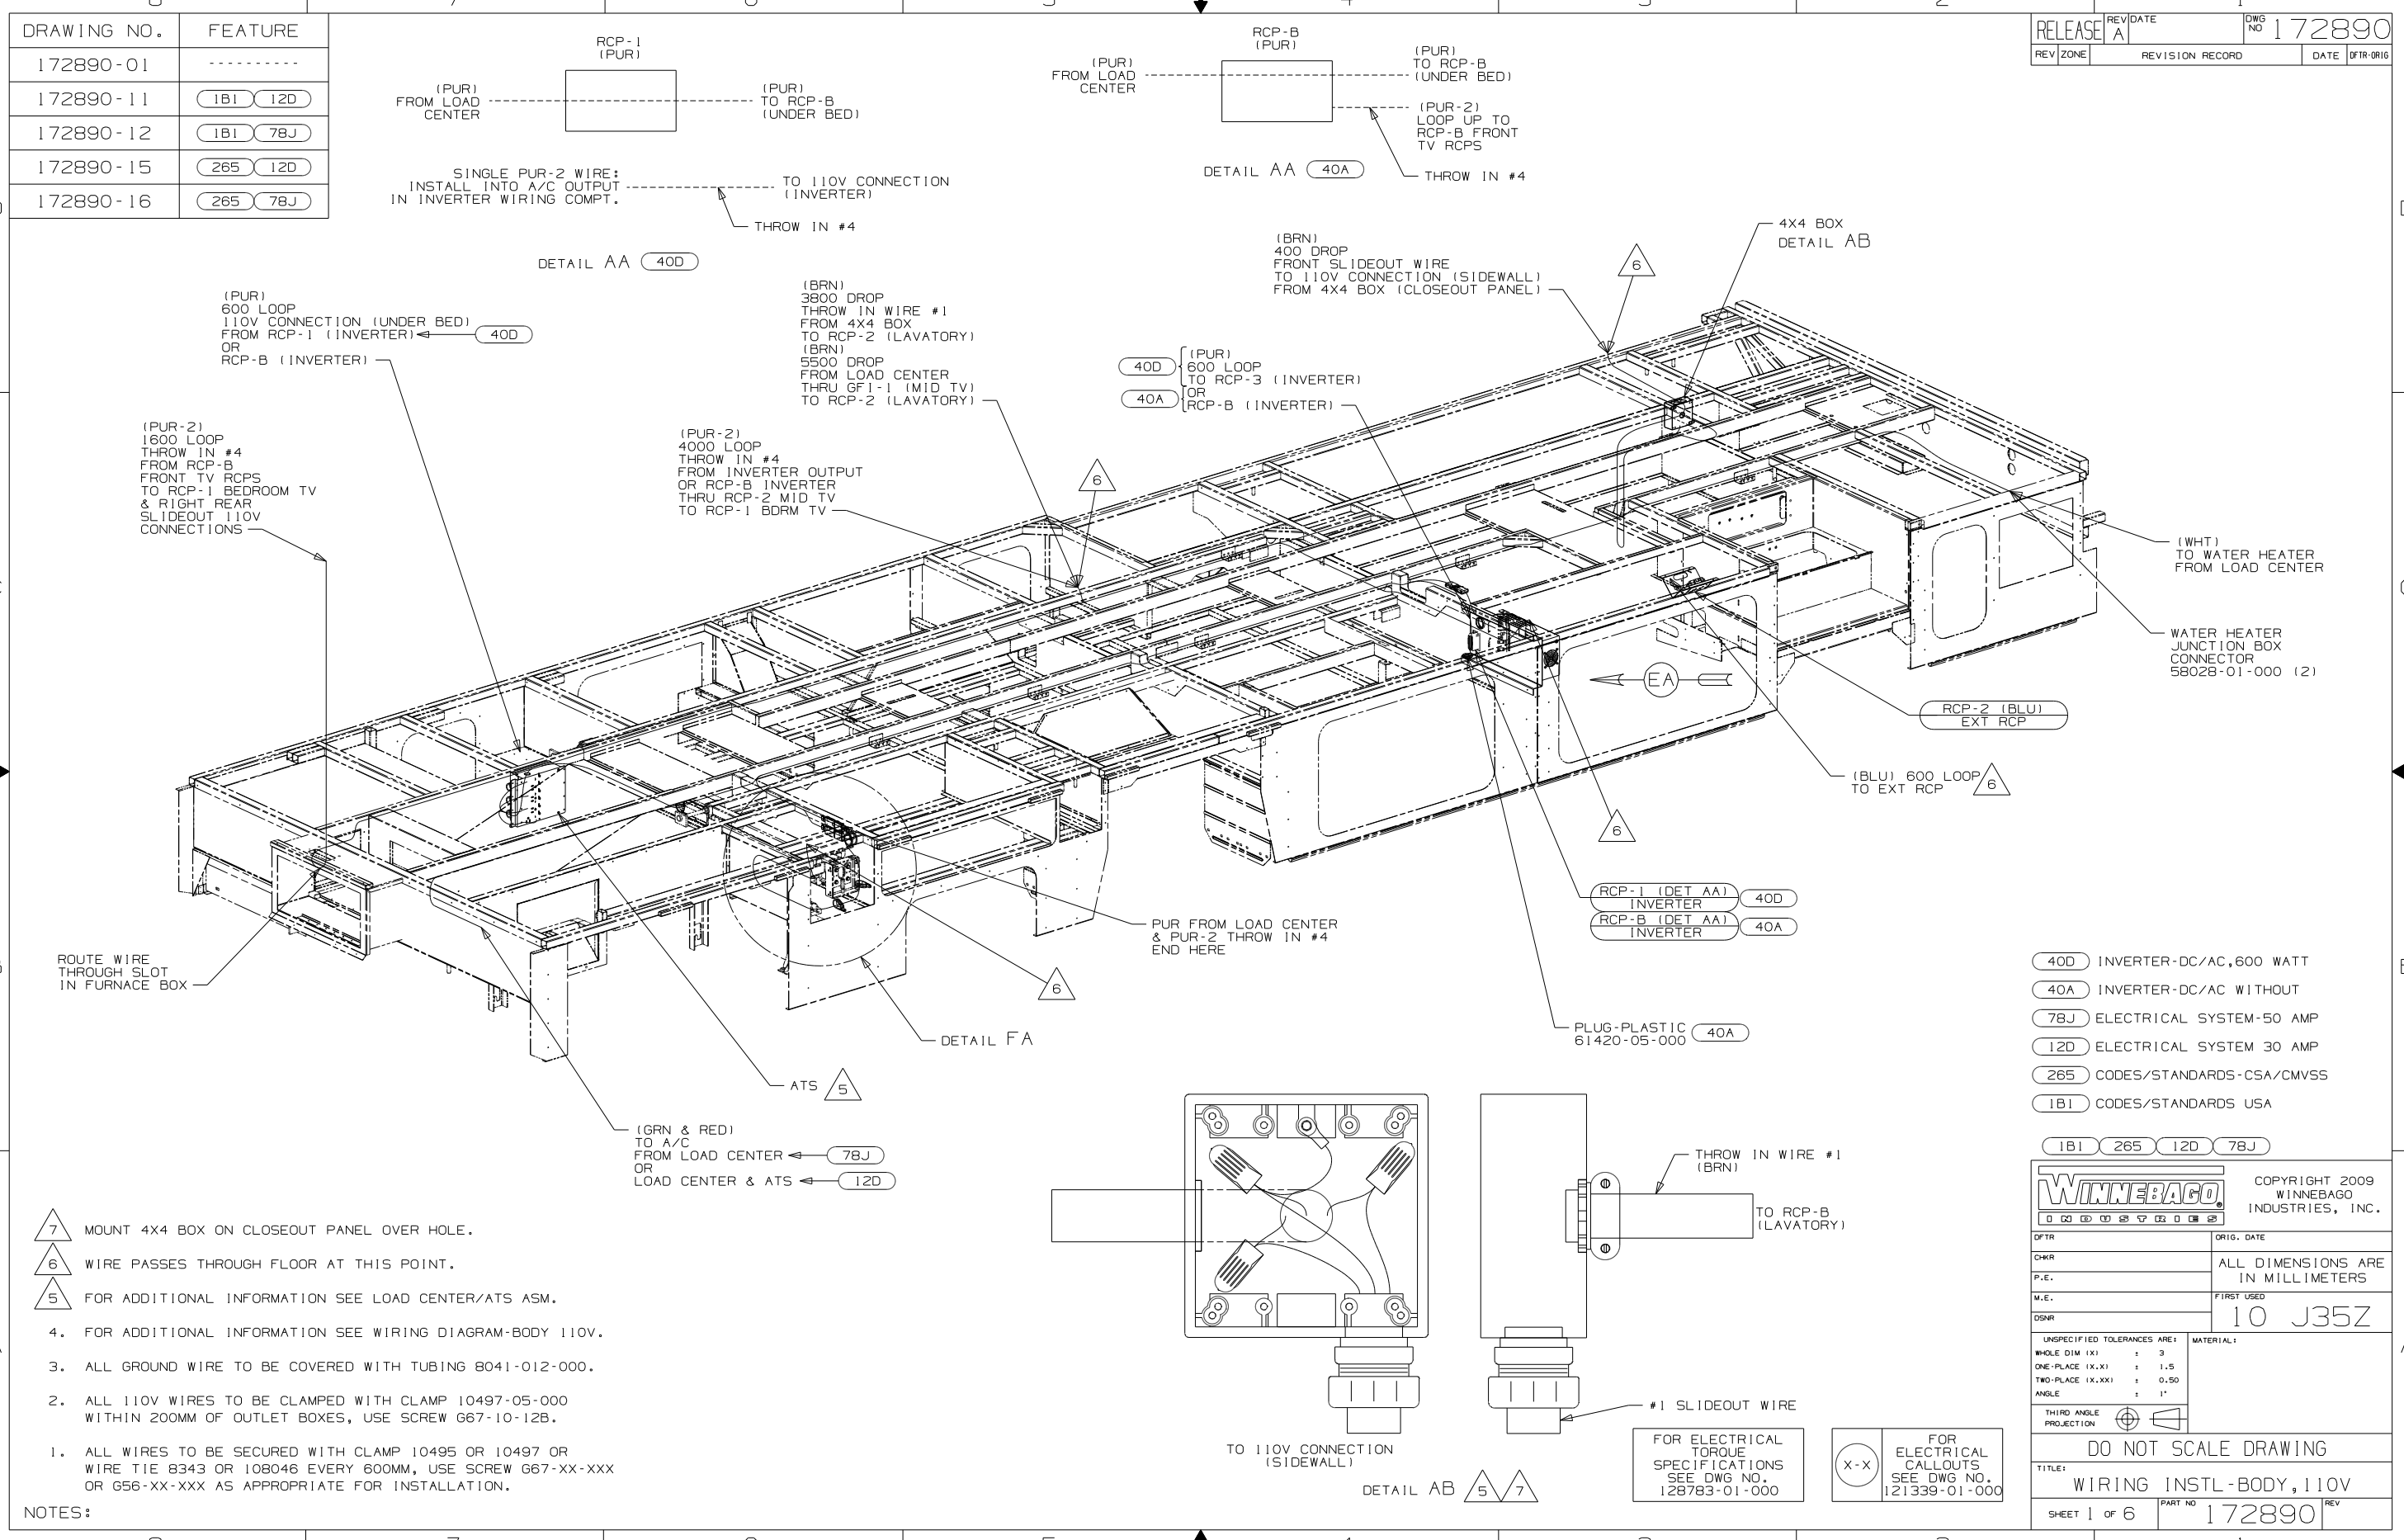 DRAWING NO. FEATURE
172890-01 ----------
172890-11 1B1 12D
172890-12 1B1 78J
172890-15 265 12D
172890-16 265 78J
RCP-1
(PUR)
(PUR)
FROM LOAD
CENTER
(PUR)
TO RCP-B
(UNDER BED)
SINGLE PUR-2 WIRE:
INSTALL INTO A/C OUTPUT
IN INVERTER WIRING COMPT.
TO 110V CONNECTION
(INVERTER)
THROW IN #4
DETAIL AA 40D
RCP-B
(PUR)
(PUR)
FROM LOAD
CENTER
(PUR)
TO RCP-B
(UNDER BED)
(PUR-2)
LOOP UP TO
RCP-B FRONT
TV RCPS
DETAIL AA 40A
THROW IN #4
RELEASE REV A DATE DWG NO 172890
REV ZONE REVISION RECORD DATE DFTR-ORIG
4X4 BOX
DETAIL AB
(BRN)
400 DROP
FRONT SLIDEOUT WIRE
TO 110V CONNECTION (SIDEWALL)
FROM 4X4 BOX (CLOSEOUT PANEL)
6
(PUR)
600 LOOP
110V CONNECTION (UNDER BED)
FROM RCP-1 (INVERTER) 40D
OR
RCP-B (INVERTER)
(BRN)
3800 DROP
THROW IN WIRE #1
FROM 4X4 BOX
TO RCP-2 (LAVATORY)
(BRN)
5500 DROP
FROM LOAD CENTER
THRU GFI-1 (MID TV)
TO RCP-2 (LAVATORY)
40D (PUR)
600 LOOP
TO RCP-3 (INVERTER)
40A OR
RCP-B (INVERTER)
(PUR-2)
1600 LOOP
THROW IN #4
FROM RCP-B
FRONT TV RCPS
TO RCP-1 BEDROOM TV
& RIGHT REAR
SLIDEOUT 110V
CONNECTIONS
(PUR-2)
4000 LOOP
THROW IN #4
FROM INVERTER OUTPUT
OR RCP-B INVERTER
THRU RCP-2 MID TV
TO RCP-1 BDRM TV
6
(WHT)
TO WATER HEATER
FROM LOAD CENTER
WATER HEATER
JUNCTION BOX
CONNECTOR
58028-01-000 (2)
EA
RCP-2 (BLU)
EXT RCP
(BLU) 600 LOOP
TO EXT RCP 6
6
RCP-1 (DET AA)
INVERTER 40D
RCP-B (DET AA)
INVERTER 40A
PUR FROM LOAD CENTER
& PUR-2 THROW IN #4
END HERE
ROUTE WIRE
THROUGH SLOT
IN FURNACE BOX
6
DETAIL FA
PLUG-PLASTIC
61420-05-000 40A
ATS 5
(GRN & RED)
TO A/C
FROM LOAD CENTER 78J
OR
LOAD CENTER & ATS 12D
40D INVERTER-DC/AC,600 WATT
40A INVERTER-DC/AC WITHOUT
78J ELECTRICAL SYSTEM-50 AMP
12D ELECTRICAL SYSTEM 30 AMP
265 CODES/STANDARDS-CSA/CMVSS
1B1 CODES/STANDARDS USA
1B1 265 12D 78J
THROW IN WIRE #1
(BRN)
TO RCP-B
(LAVATORY)
#1 SLIDEOUT WIRE
TO 110V CONNECTION
(SIDEWALL)
DETAIL AB 5 7
7 MOUNT 4X4 BOX ON CLOSEOUT PANEL OVER HOLE.
6 WIRE PASSES THROUGH FLOOR AT THIS POINT.
5 FOR ADDITIONAL INFORMATION SEE LOAD CENTER/ATS ASM.
4. FOR ADDITIONAL INFORMATION SEE WIRING DIAGRAM-BODY 110V.
3. ALL GROUND WIRE TO BE COVERED WITH TUBING 8041-012-000.
2. ALL 110V WIRES TO BE CLAMPED WITH CLAMP 10497-05-000
WITHIN 200MM OF OUTLET BOXES, USE SCREW G67-10-12B.
1. ALL WIRES TO BE SECURED WITH CLAMP 10495 OR 10497 OR
WIRE TIE 8343 OR 108046 EVERY 600MM, USE SCREW G67-XX-XXX
OR G56-XX-XXX AS APPROPRIATE FOR INSTALLATION.
NOTES:
FOR ELECTRICAL
TORQUE
SPECIFICATIONS
SEE DWG NO.
128783-01-000
X-X
FOR
ELECTRICAL
CALLOUTS
SEE DWG NO.
121339-01-000
WINNEBAGO
INDUSTRIES
COPYRIGHT 2009
WINNEBAGO
INDUSTRIES, INC.
DFTR ORIG. DATE
CHKR
P.E.
ALL DIMENSIONS ARE
IN MILLIMETERS
M.E. FIRST USED
DSNR 10 J35Z
UNSPECIFIED TOLERANCES ARE: MATERIAL:
WHOLE DIM (X) : 3
ONE-PLACE (X.X) : 1.5
TWO-PLACE (X.XX) : 0.50
ANGLE : 1°
THIRD ANGLE
PROJECTION
DO NOT SCALE DRAWING
TITLE:
WIRING INSTL-BODY,110V
SHEET 1 OF 6 PART NO 172890 REV